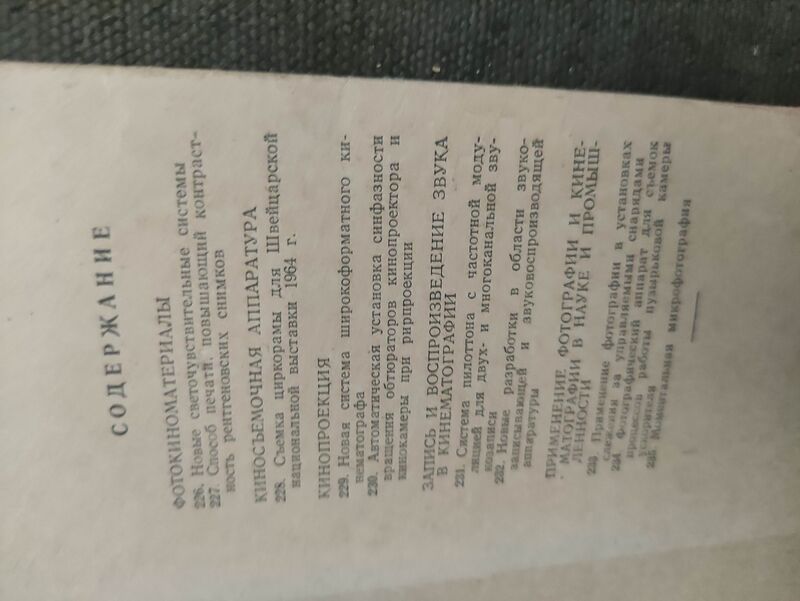 СОДЕРЖАНИЕ
ФОТОКИНОМАТЕРИАЛЫ
226. Новые светочувствительные системы
227. Способ печати, повышающий контраст-
ность рентгеновских снимков
КИНОСЪЕМОЧНАЯ АППАРАТУРА
228. Съемка циркорамы для Швейцарской
национальной выставки 1964 г.
КИНОПРОЕКЦИЯ
229. Новая система широкоформатного ки-
нематографа
230. Автоматическая установка синфазности
вращения обтюраторов кинопроектора и
кинокамеры при рирпроекции
ЗАПИСЬ И ВОСПРОИЗВЕДЕНИЕ ЗВУКА
В КИНЕМАТОГРАФИИ
231. Система пилоттона с частотной моду-
ляцией для двух- и многоканальной зву-
козаписи
232. Новые разработки в области звуко-
записывающей и звуковоспроизводящей
аппаратуры
ПРИМЕНЕНИЕ ФОТОГРАФИИ И КИНЕ-
МАТОГРАФИИ В НАУКЕ И ПРОМЫШ-
ЛЕННОСТИ
233. Применение фотографии в установках
слежения за управляемыми снарядами
234. Фотографический аппарат для съемок
процессов работы пузырьковой камеры
ускорителя
235. Моментальная микрофотография